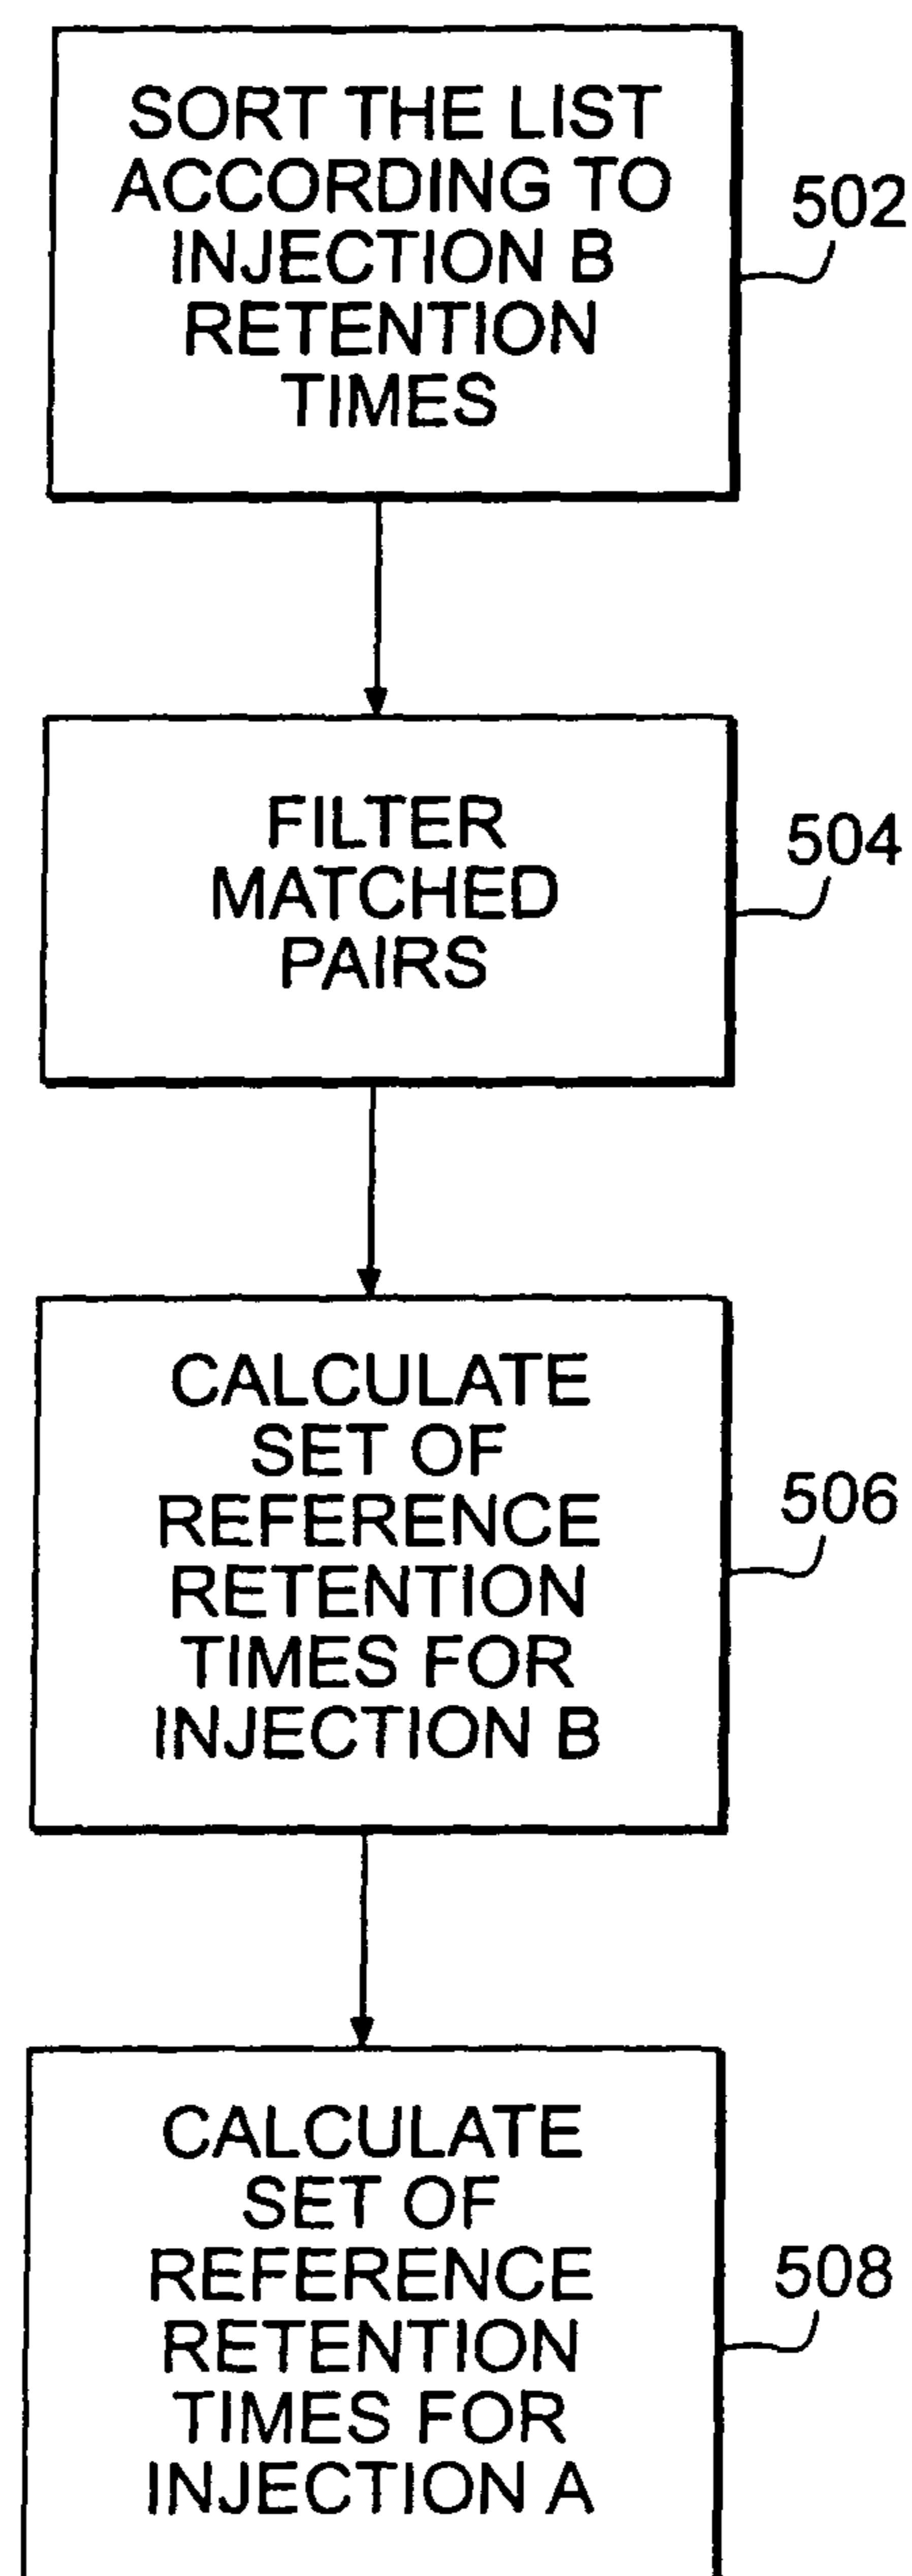 SORT THE LIST
ACCORDING TO
INJECTION B
RETENTION
TIMES
502
FILTER
MATCHED
PAIRS
504
CALCULATE
SET OF
REFERENCE
RETENTION
TIMES FOR
INJECTION B
506
CALCULATE
SET OF
REFERENCE
RETENTION
TIMES FOR
INJECTION A
508